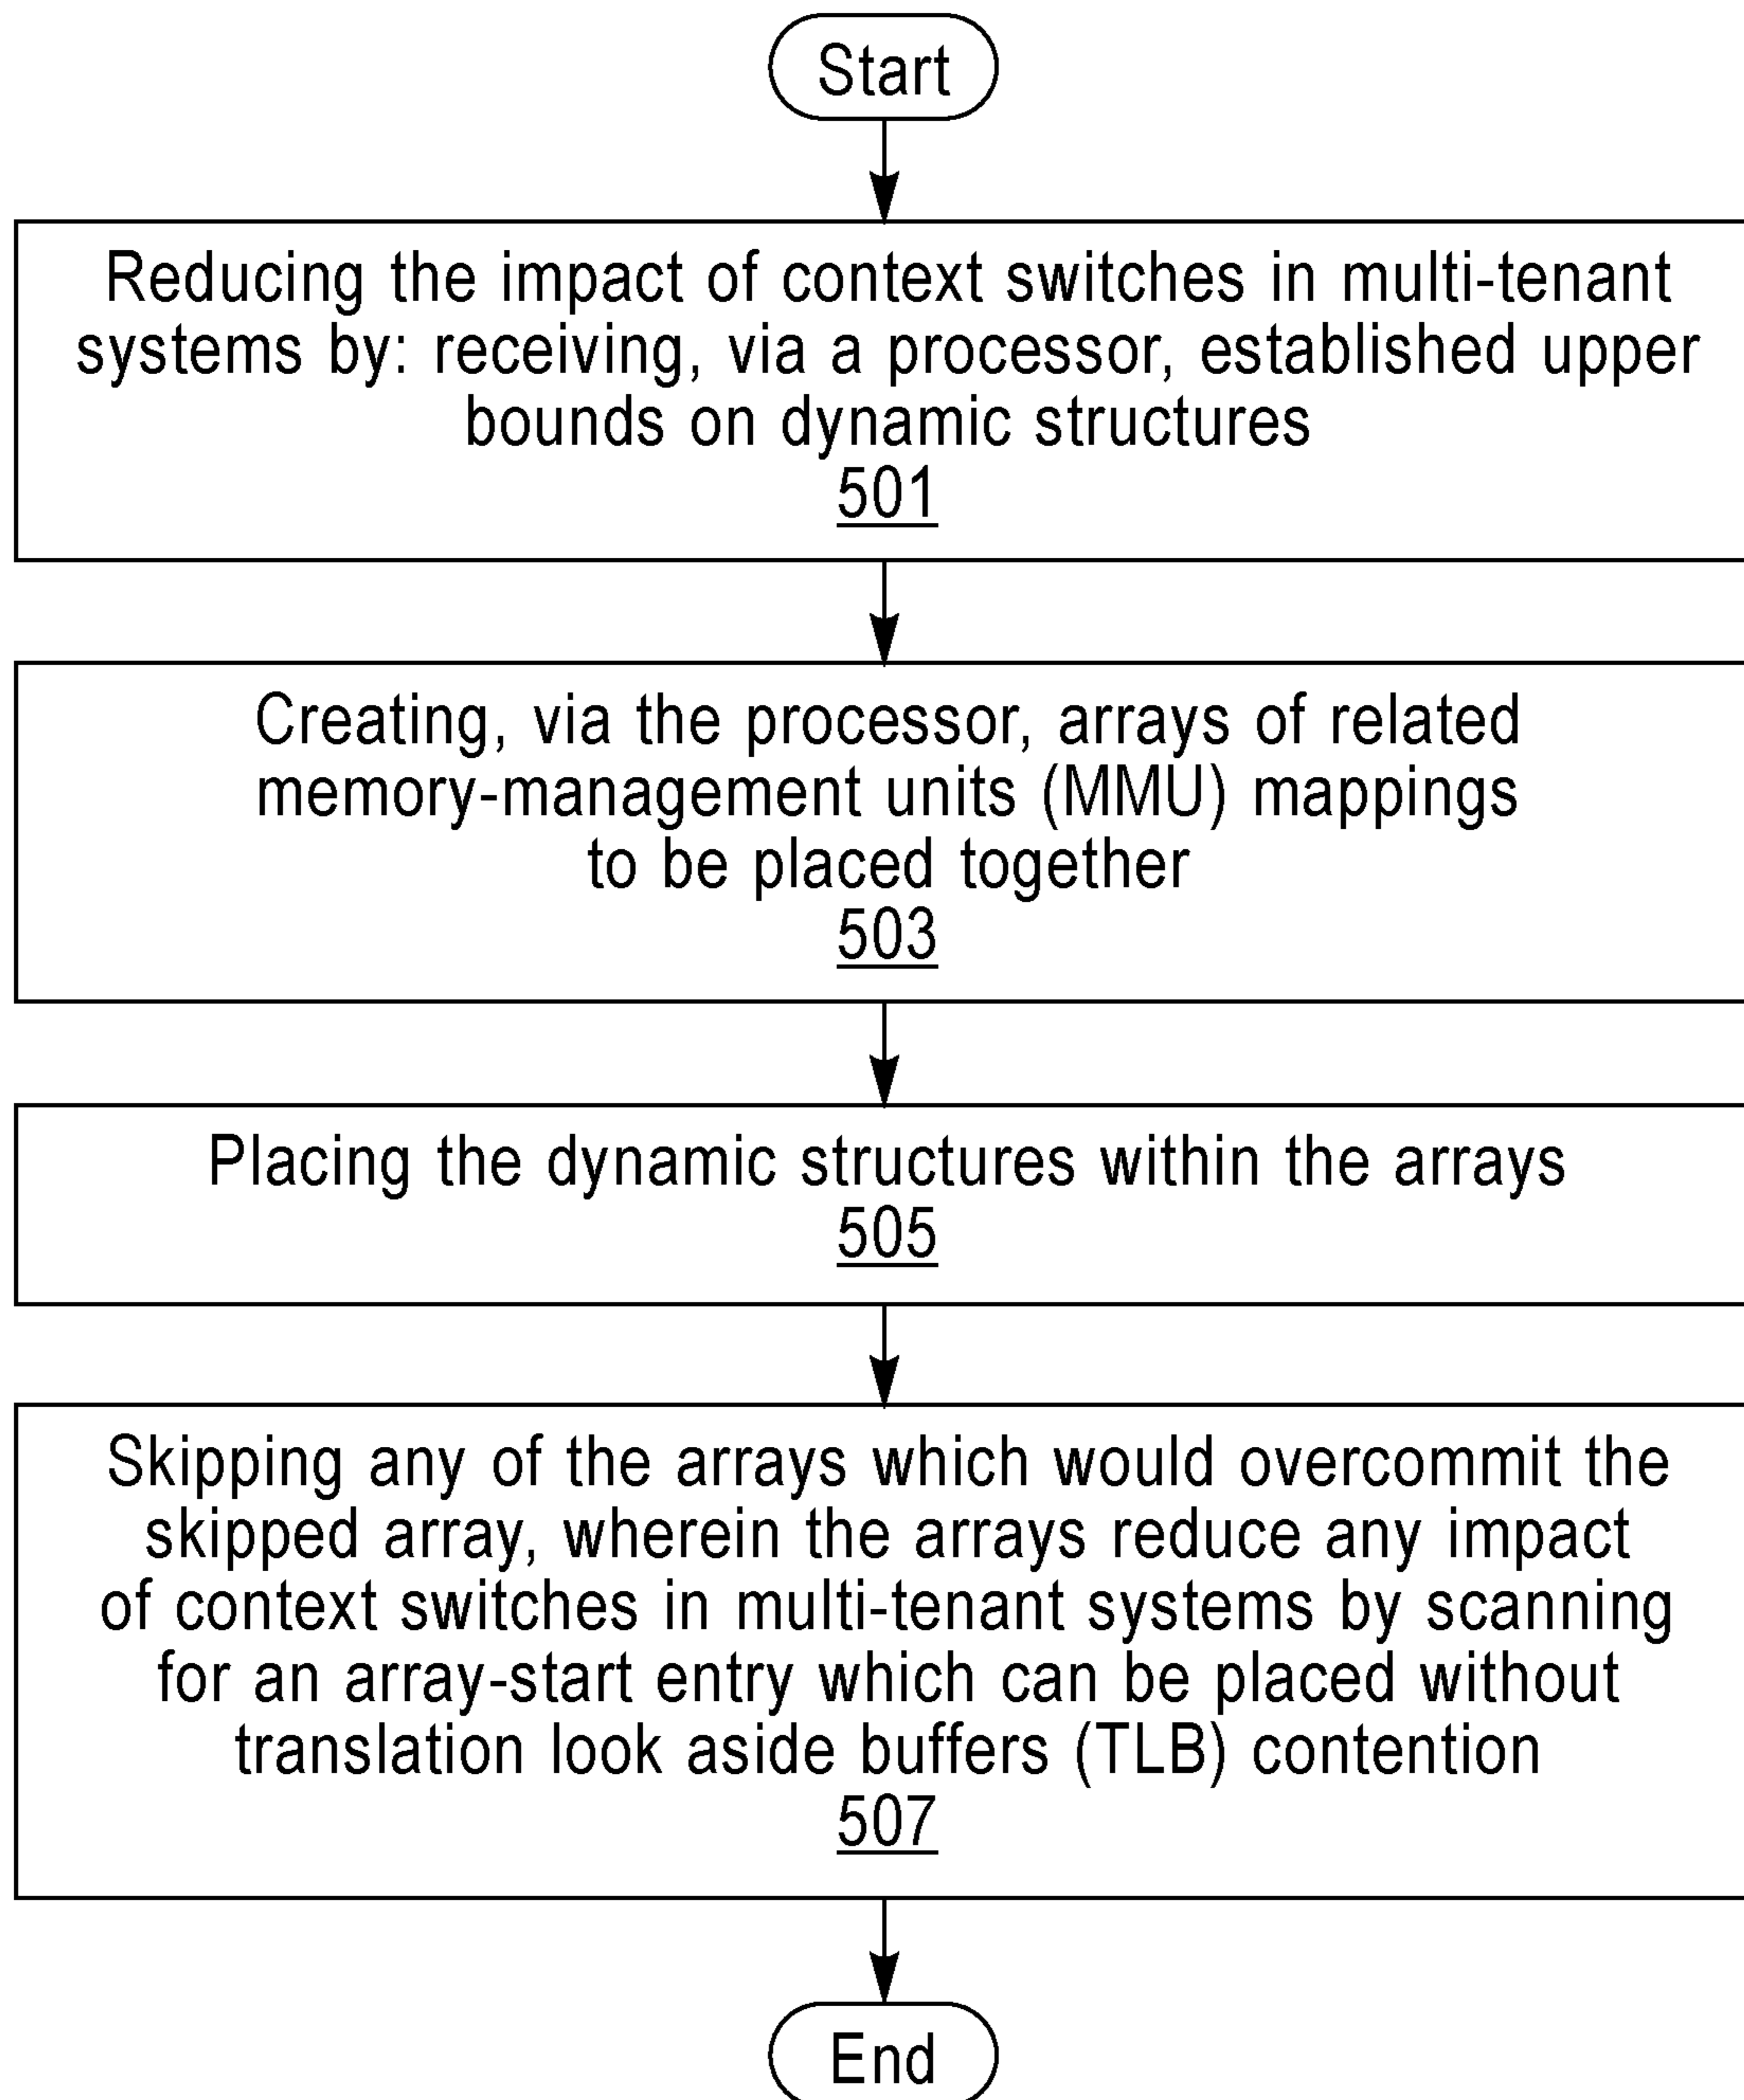 Start
Reducing the impact of context switches in multi-tenant
systems by: receiving, via a processor, established upper
bounds on dynamic structures
501
Creating, via the processor, arrays of related
memory-management units (MMU) mappings
to be placed together
503
Placing the dynamic structures within the arrays
505
Skipping any of the arrays which would overcommit the
skipped array, wherein the arrays reduce any impact
of context switches in multi-tenant systems by scanning
for an array-start entry which can be placed without
translation look aside buffers (TLB) contention
507
End